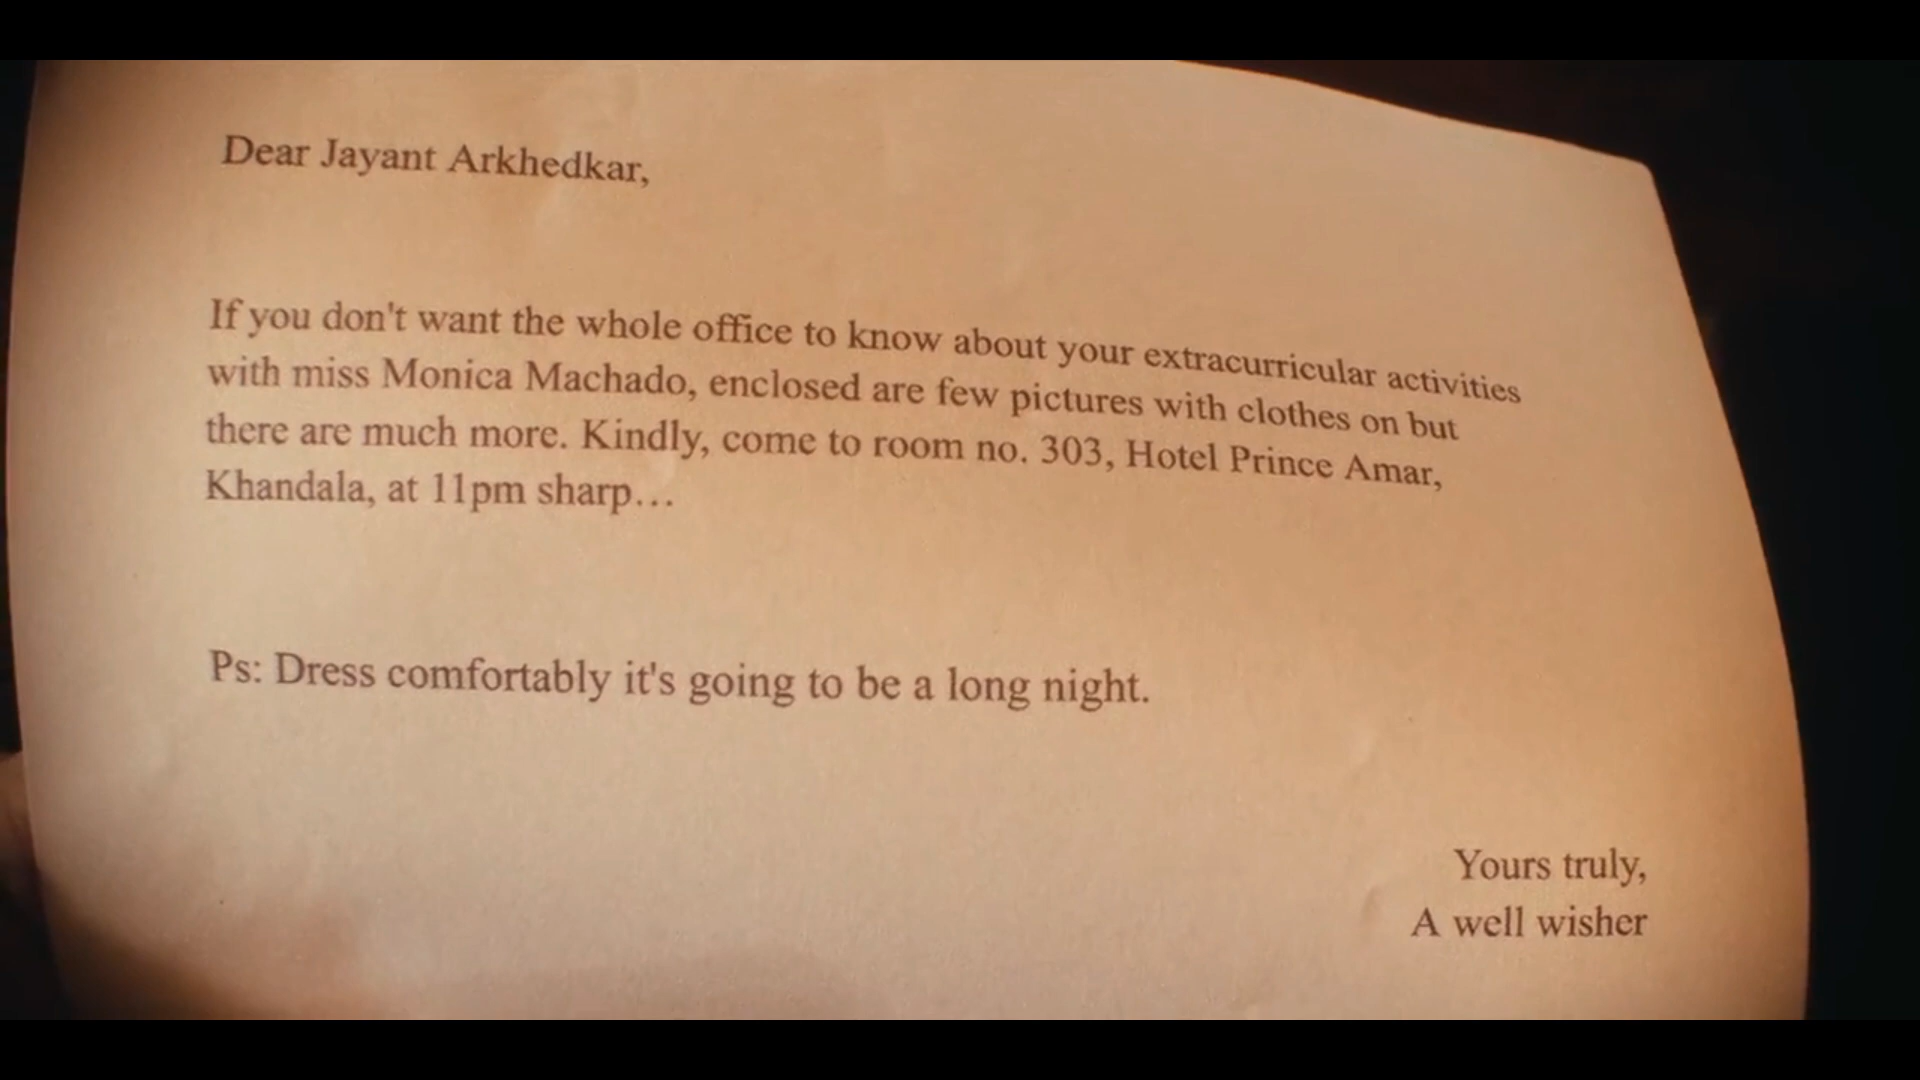 Dear Jayant Arkhedkar,
If you don't want the whole office to know about your extracurricular activities
with miss Monica Machado, enclosed are few pictures with clothes on but
there are much more. Kindly, come to room no. 303, Hotel Prince Amar,
Khandala, at 11pm sharp...
Ps: Dress comfortably it's going to be a long night.
Yours truly,
A well wisher